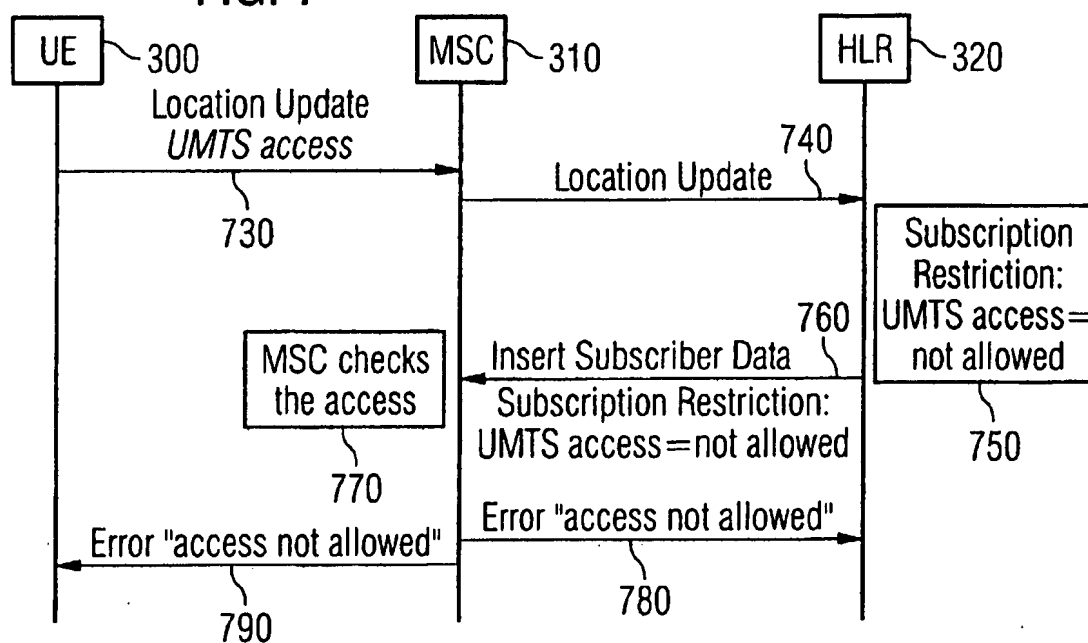 UE
300
MSC
310
HLR
320
Location Update
UMTS access
730
740
Location Update
Subscription
Restriction:
UMTS access=
not allowed
750
760
Insert Subscriber Data
Subscription Restriction:
UMTS access=not allowed
MSC checks
the access
770
Error "access not allowed"
780
Error "access not allowed"
790